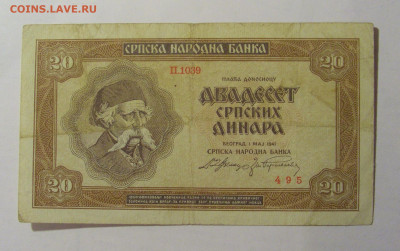 COINS.LAVE.RU
СРПСКА НАРОДНА БАНКА
20
П.1039
20
ПЛАЋА ДОНОСИОЦУ
ДВАДЕСЕТ
СРПСКИХ
ДИНАРА
БЕОГРАД, 1 МАЈ 1941
СРПСКА НАРОДНА БАНКА
495
20
20